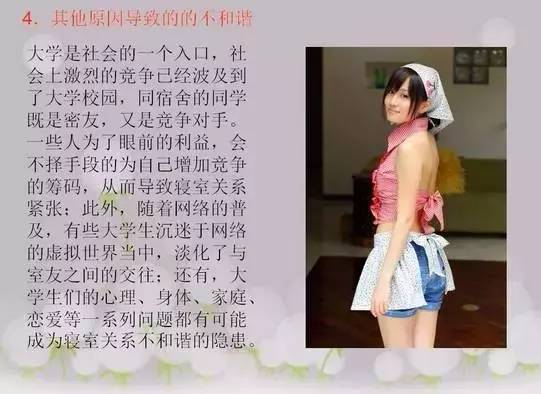 4．其他原因导致的的不和谐
大学是社会的一个入口，社
会上激烈的竞争已经波及到
了大学校园，同宿舍的同学
既是密友，又是竞争对手。
一些人为了眼前的利益，会
不择手段的为自己增加竞争
的筹码，从而导致寝室关系
紧张；此外，随着网络的普
及，有些大学生沉迷于网络
的虚拟世界当中，淡化了与
室友之间的交往；还有，大
学生们的心理、身体、家庭、
恋爱等一系列问题都有可能
成为寝室关系不和谐的隐患。